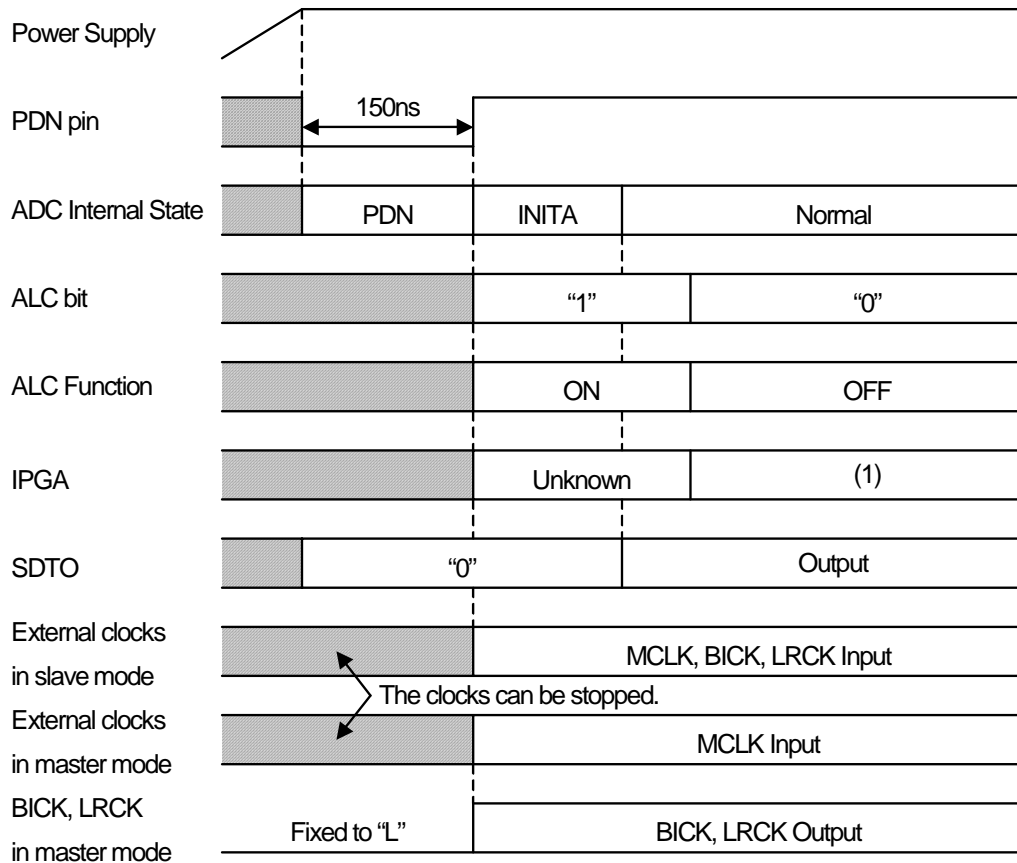 Power Supply
PDN pin
150ns
ADC Internal State
PDN
INITA
Normal
ALC bit
“1”
“0”
ALC Function
ON
OFF
IPGA
Unknown
(1)
SDTO
“0”
Output
External clocks
in slave mode
MCLK, BICK, LRCK Input
The clocks can be stopped.
External clocks
in master mode
MCLK Input
BICK, LRCK
in master mode
Fixed to “L”
BICK, LRCK Output